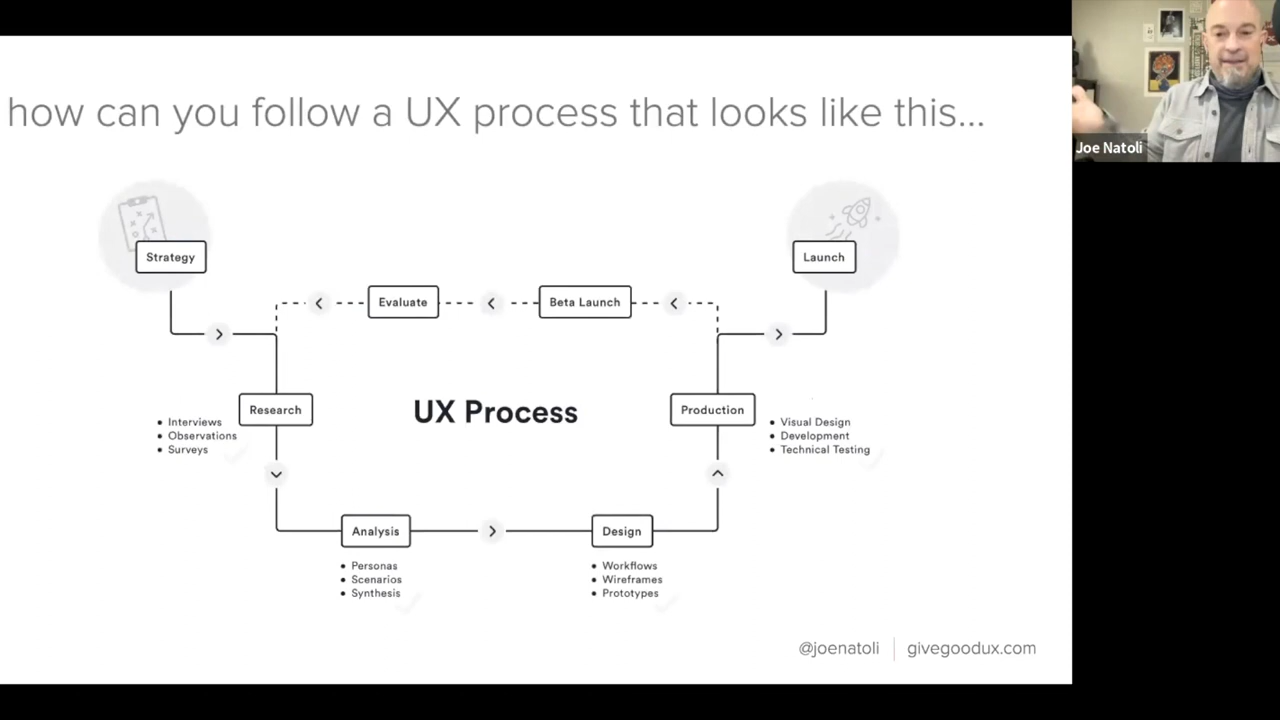 how can you follow a UX process that looks like this...
Joe Natoli
Strategy
Launch
Evaluate
Beta Launch
Research
Interviews
Observations
Surveys
UX Process
Production
Visual Design
Development
Technical Testing
Analysis
Personas
Scenarios
Synthesis
Design
Workflows
Wireframes
Prototypes
@joenatoli
givegoodux.com